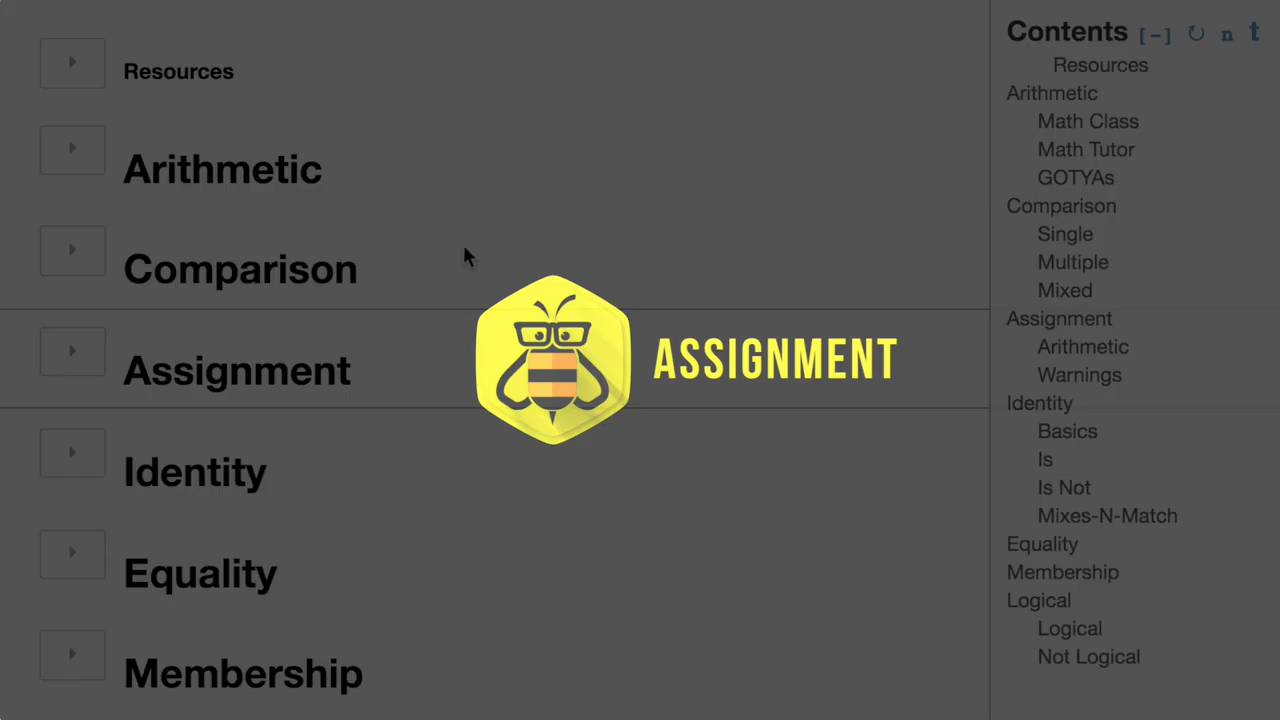 Resources
Arithmetic
Comparison
Assignment
ASSIGNMENT
Identity
Equality
Membership
Contents [-] n t
Resources
Arithmetic
Math Class
Math Tutor
GOTYAs
Comparison
Single
Multiple
Mixed
Assignment
Arithmetic
Warnings
Identity
Basics
Is
Is Not
Mixes-N-Match
Equality
Membership
Logical
Logical
Not Logical